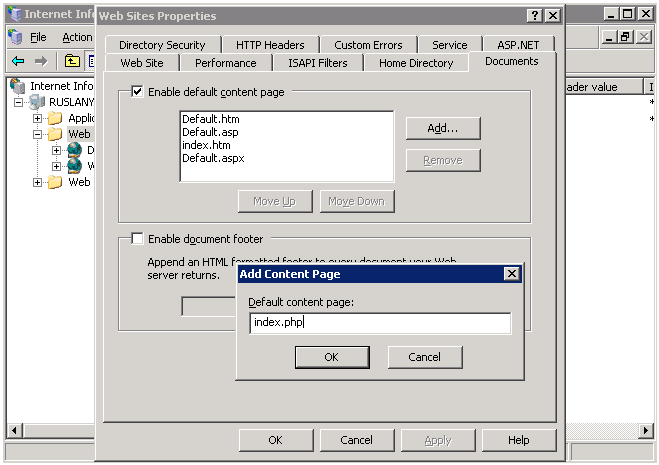 Internet Info
Web Sites Properties
File
Action
Directory Security
HTTP Headers
Custom Errors
Service
ASP.NET
Web Site
Performance
ISAPI Filters
Home Directory
Documents
Internet Info
RUSLANY
Applic
Web
D
W
Web
ader value
Enable default content page
Default.htm
Default.asp
index.htm
Default.aspx
Add...
Remove
Move Up
Move Down
Enable document footer
Append an HTML formatted footer to every document your Web
server returns.
Add Content Page
Default content page:
index.php
OK
Cancel
OK
Cancel
Apply
Help